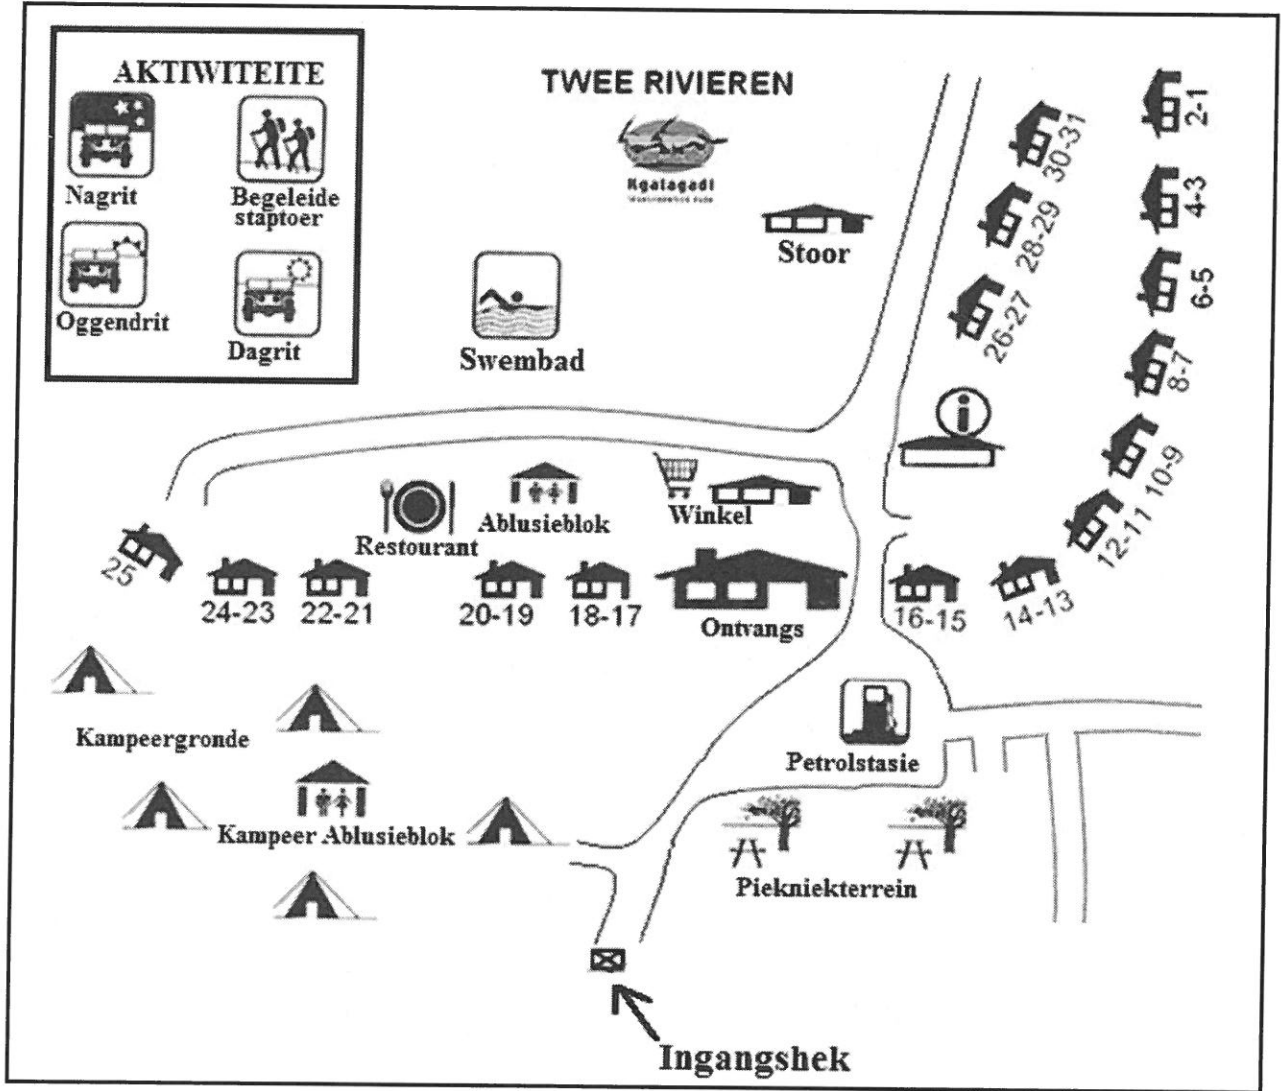 AKTIWITEITE
Nagrit
Begeleide
staptoer
Oggendrit
Dagrit
TWEE RIVIEREN
Kgalagadi
Stoor
Swembad
30-31
28-29
26-27
2-1
4-3
6-5
8-7
10-9
12-11
14-13
16-15
i
Winkel
Ablusieblok
Restourant
25
24-23
22-21
20-19
18-17
Ontvangs
Kampeergronde
Kampeer Ablusieblok
Petrolstasie
Piekniekterrein
Ingangshek